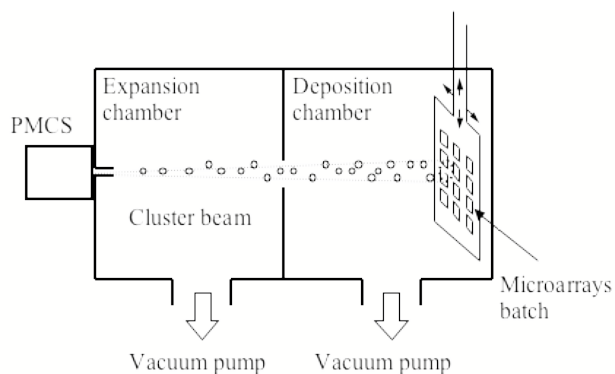 Expansion
chamber
Deposition
chamber
PMCS
Cluster beam
Microarrays
batch
Vacuum pump
Vacuum pump